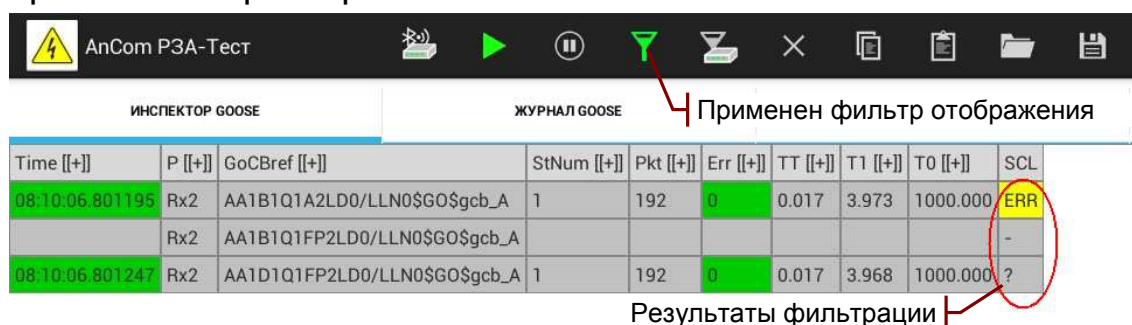 AnCom РЗА-Тест
ИНСПЕКТОР GOOSE ЖУРНАЛ GOOSE Применен фильтр отображения
Time [[+]] P [[+]] GoCBref [[+]] StNum [[+]] Pkt [[+]] Err [[+]] TT [[+]] T1 [[+]] T0 [[+]] SCL
08:10:06.801195 Rx2 AA1B1Q1A2LD0/LLN0$GO$gcb_A 1 192 0 0.017 3.973 1000.000 ERR
Rx2 AA1B1Q1FP2LD0/LLN0$GO$gcb_A -
08:10:06.801247 Rx2 AA1D1Q1FP2LD0/LLN0$GO$gcb_A 1 192 0 0.017 3.968 1000.000 ?
Результаты фильтрации